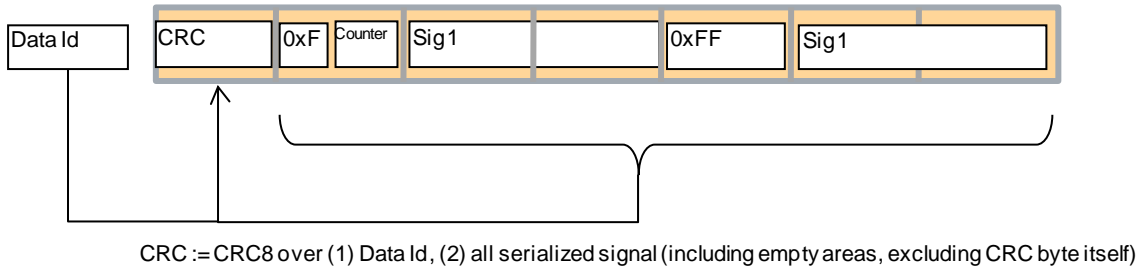 Data Id
CRC
0xF
Counter
Sig1
0xFF
Sig1
CRC := CRC8 over (1) Data Id, (2) all serialized signal (including empty areas, excluding CRC byte itself)